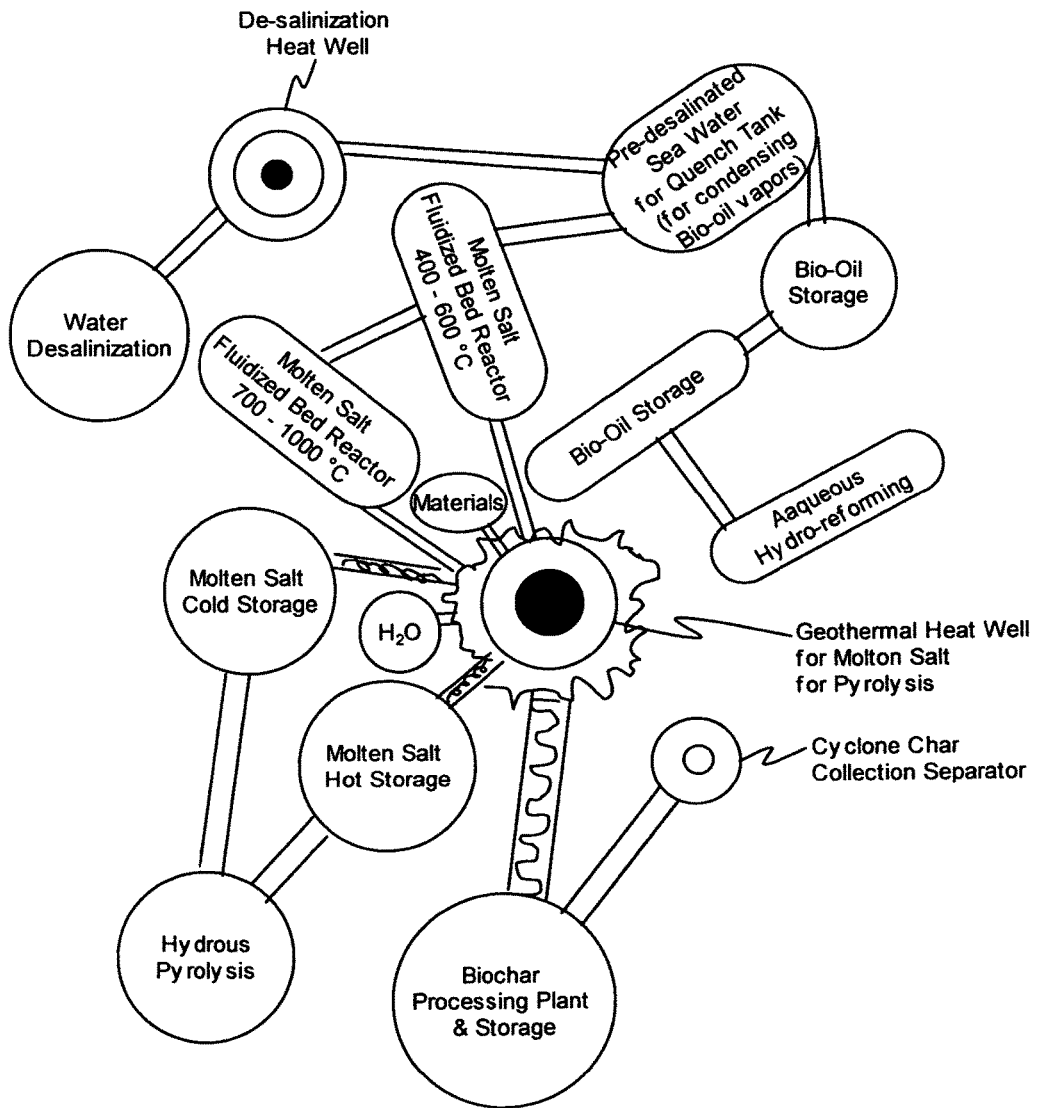 De-salinization
Heat Well
Pre-desalinated
Sea Water
for Quench Tank
(for condensing
Bio-oil vapors)
Molten Salt
Fluidized Bed Reactor
400 - 600 °C
Bio-Oil
Storage
Water
Desalinization
Molten Salt
Fluidized Bed Reactor
700 - 1000 °C
Bio-Oil Storage
Materials
Aaqueous
Hydro-reforming
Molten Salt
Cold Storage
H₂O
Geothermal Heat Well
for Molton Salt
for Pyrolysis
Molten Salt
Hot Storage
Cyclone Char
Collection Separator
Hydrous
Pyrolysis
Biochar
Processing Plant
& Storage